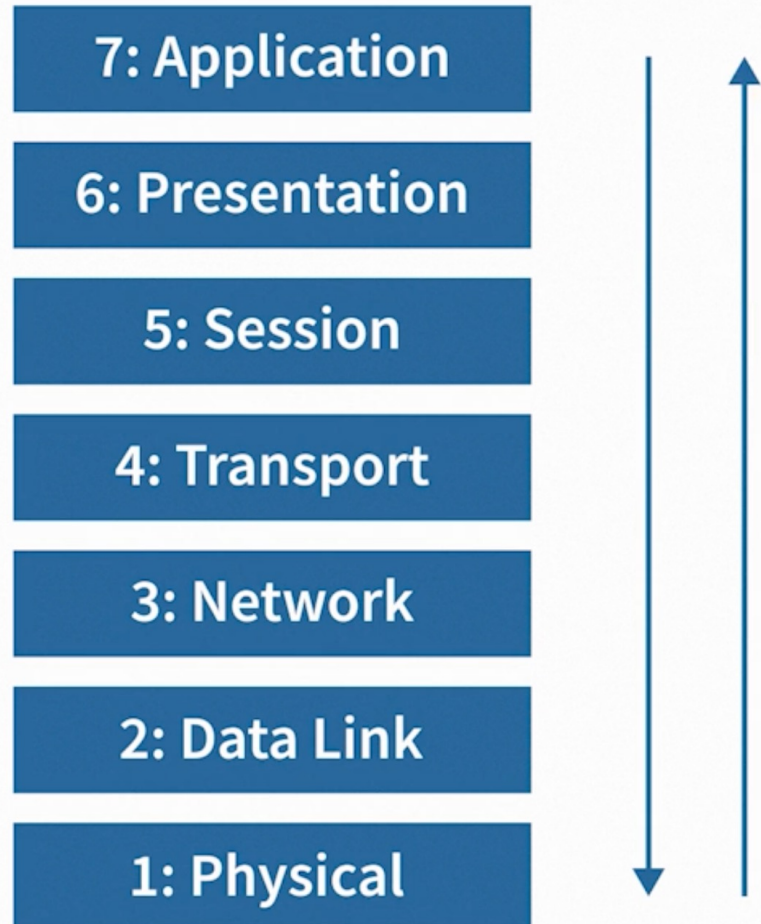 7: Application
6: Presentation
5: Session
4: Transport
3: Network
2: Data Link
1: Physical